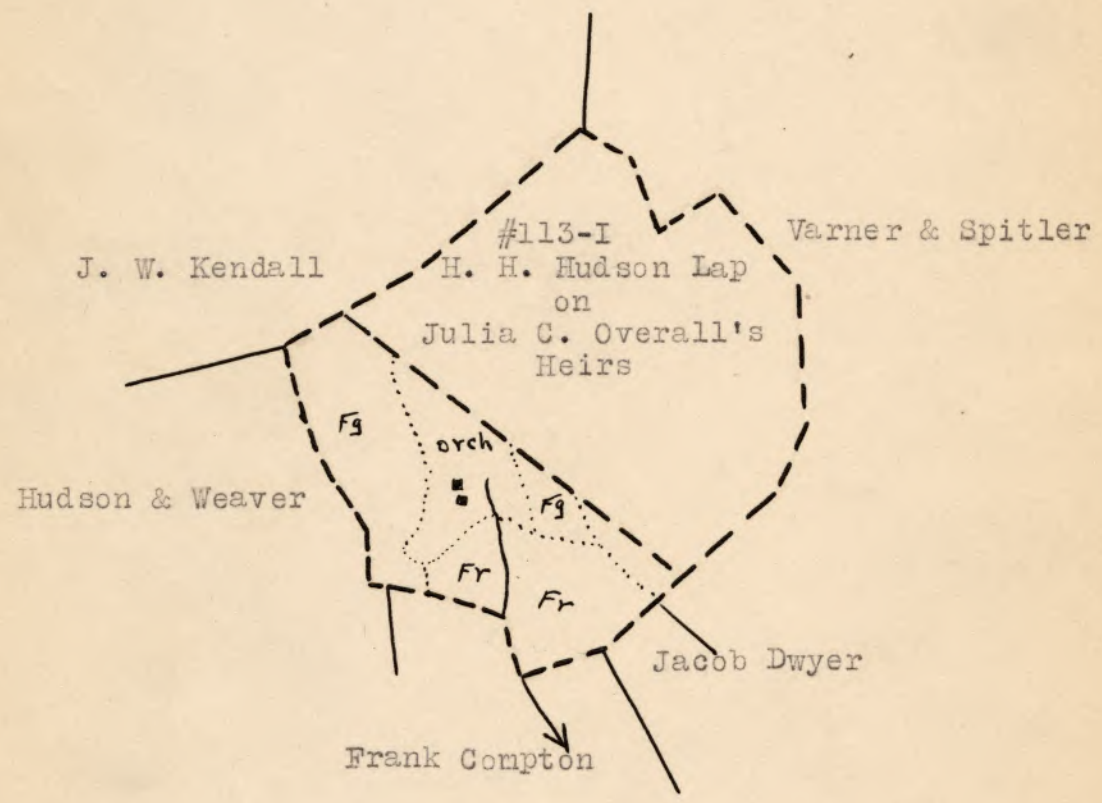 #113-I
Varner & Spitler
J. W. Kendall
H. H. Hudson Lap
on
Julia C. Overall's
Heirs
Fg
orch
Hudson & Weaver
Fg
Fr
Fr
Jacob Dwyer
Frank Compton